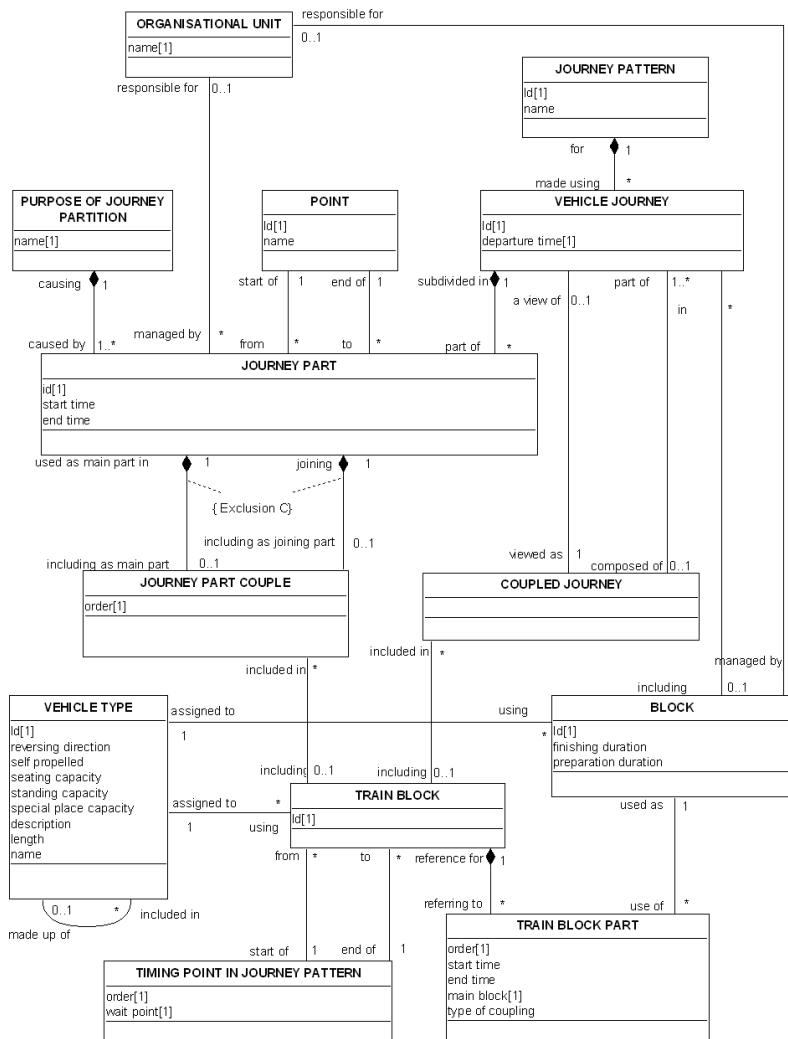 responsible for
ORGANISATIONAL UNIT
name[1]
0..1
responsible for 0..1
JOURNEY PATTERN
Id[1]
name
for 1
made using *
PURPOSE OF JOURNEY
PARTITION
name[1]
POINT
Id[1]
name
VEHICLE JOURNEY
Id[1]
departure time[1]
causing 1
start of 1 end of 1
subdivided in 1
a view of 0..1
part of 1..*
in *
managed by *
caused by 1..*
from * to *
part of *
JOURNEY PART
id[1]
start time
end time
used as main part in 1
joining 1
{ Exclusion C}
including as joining part 0..1
including as main part 0..1
viewed as 1
composed of 0..1
JOURNEY PART COUPLE
order[1]
COUPLED JOURNEY
included in *
included in *
managed by
including 0..1
VEHICLE TYPE
Id[1]
reversing direction
self propelled
seating capacity
standing capacity
special place capacity
description
length
name
assigned to using
1 *
BLOCK
Id[1]
finishing duration
preparation duration
including 0..1
including 0..1
TRAIN BLOCK
Id[1]
assigned to *
1 using
used as 1
from * to *
reference for 1
referring to *
use of *
0..1 * included in
made up of
start of 1 end of 1
TIMING POINT IN JOURNEY PATTERN
order[1]
wait point[1]
TRAIN BLOCK PART
order[1]
start time
end time
main block[1]
type of coupling